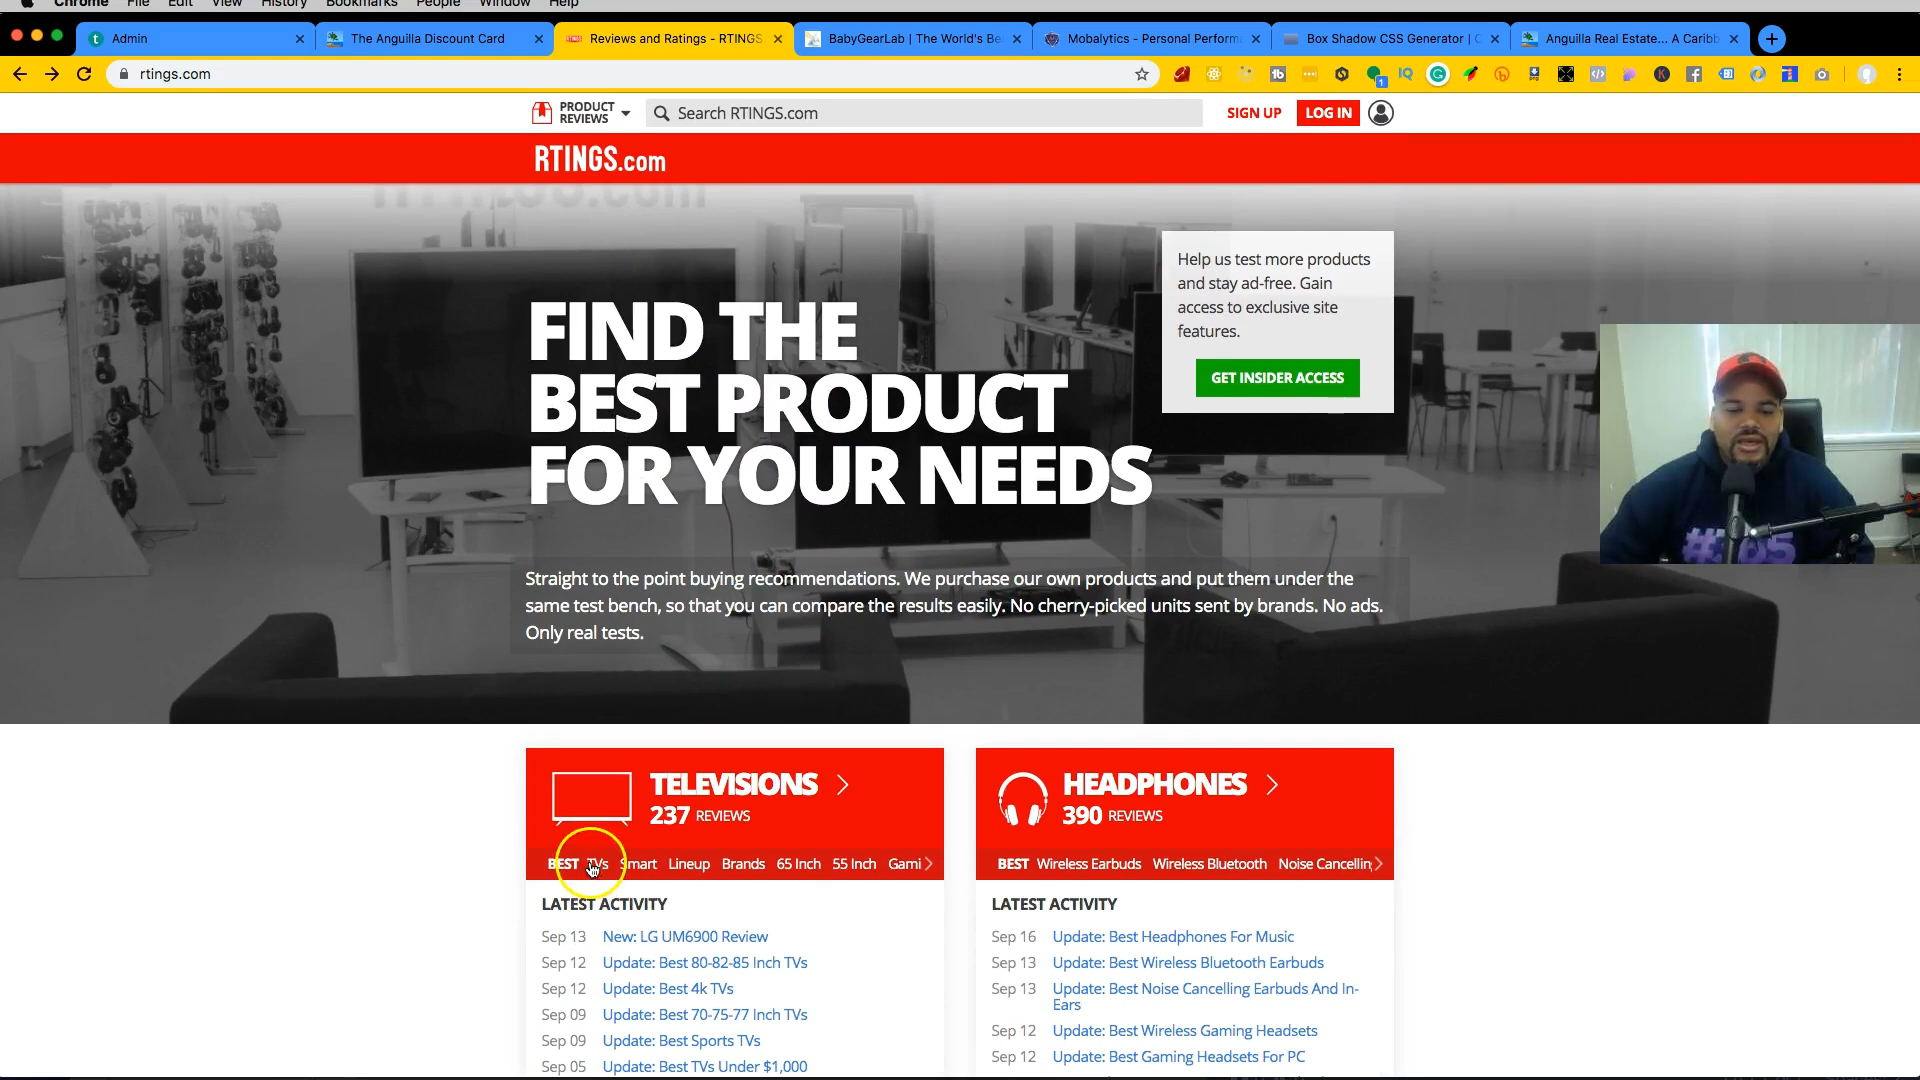 Chrome File Edit View History Bookmarks People Window Help
Admin
The Anguilla Discount Card
Reviews and Ratings - RTINGS
BabyGearLab | The World's Be
Mobalytics - Personal Perform
Box Shadow CSS Generator | C
Anguilla Real Estate... A Caribb
rtings.com
PRODUCT
REVIEWS
Search RTINGS.com
SIGN UP
LOG IN
RTINGS.com
FIND THE
BEST PRODUCT
FOR YOUR NEEDS
Help us test more products
and stay ad-free. Gain
access to exclusive site
features.
GET INSIDER ACCESS
Straight to the point buying recommendations. We purchase our own products and put them under the
same test bench, so that you can compare the results easily. No cherry-picked units sent by brands. No ads.
Only real tests.
TELEVISIONS
237 REVIEWS
BEST TVs Smart Lineup Brands 65 Inch 55 Inch Gami
LATEST ACTIVITY
Sep 13 New: LG UM6900 Review
Sep 12 Update: Best 80-82-85 Inch TVs
Sep 12 Update: Best 4k TVs
Sep 09 Update: Best 70-75-77 Inch TVs
Sep 09 Update: Best Sports TVs
Sep 05 Update: Best TVs Under $1,000
HEADPHONES
390 REVIEWS
BEST Wireless Earbuds Wireless Bluetooth Noise Cancellin
LATEST ACTIVITY
Sep 16 Update: Best Headphones For Music
Sep 13 Update: Best Wireless Bluetooth Earbuds
Sep 13 Update: Best Noise Cancelling Earbuds And In-
Ears
Sep 12 Update: Best Wireless Gaming Headsets
Sep 12 Update: Best Gaming Headsets For PC